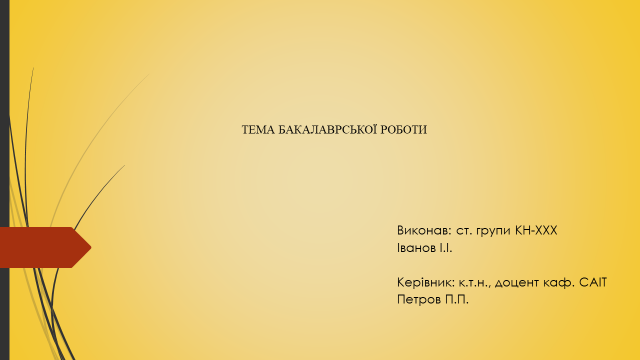 ТЕМА БАКАЛАВРСЬКОЇ РОБОТИ
Виконав: ст. групи КН-ХХХ
Іванов І.І.
Керівник: к.т.н., доцент каф. САІТ
Петров П.П.